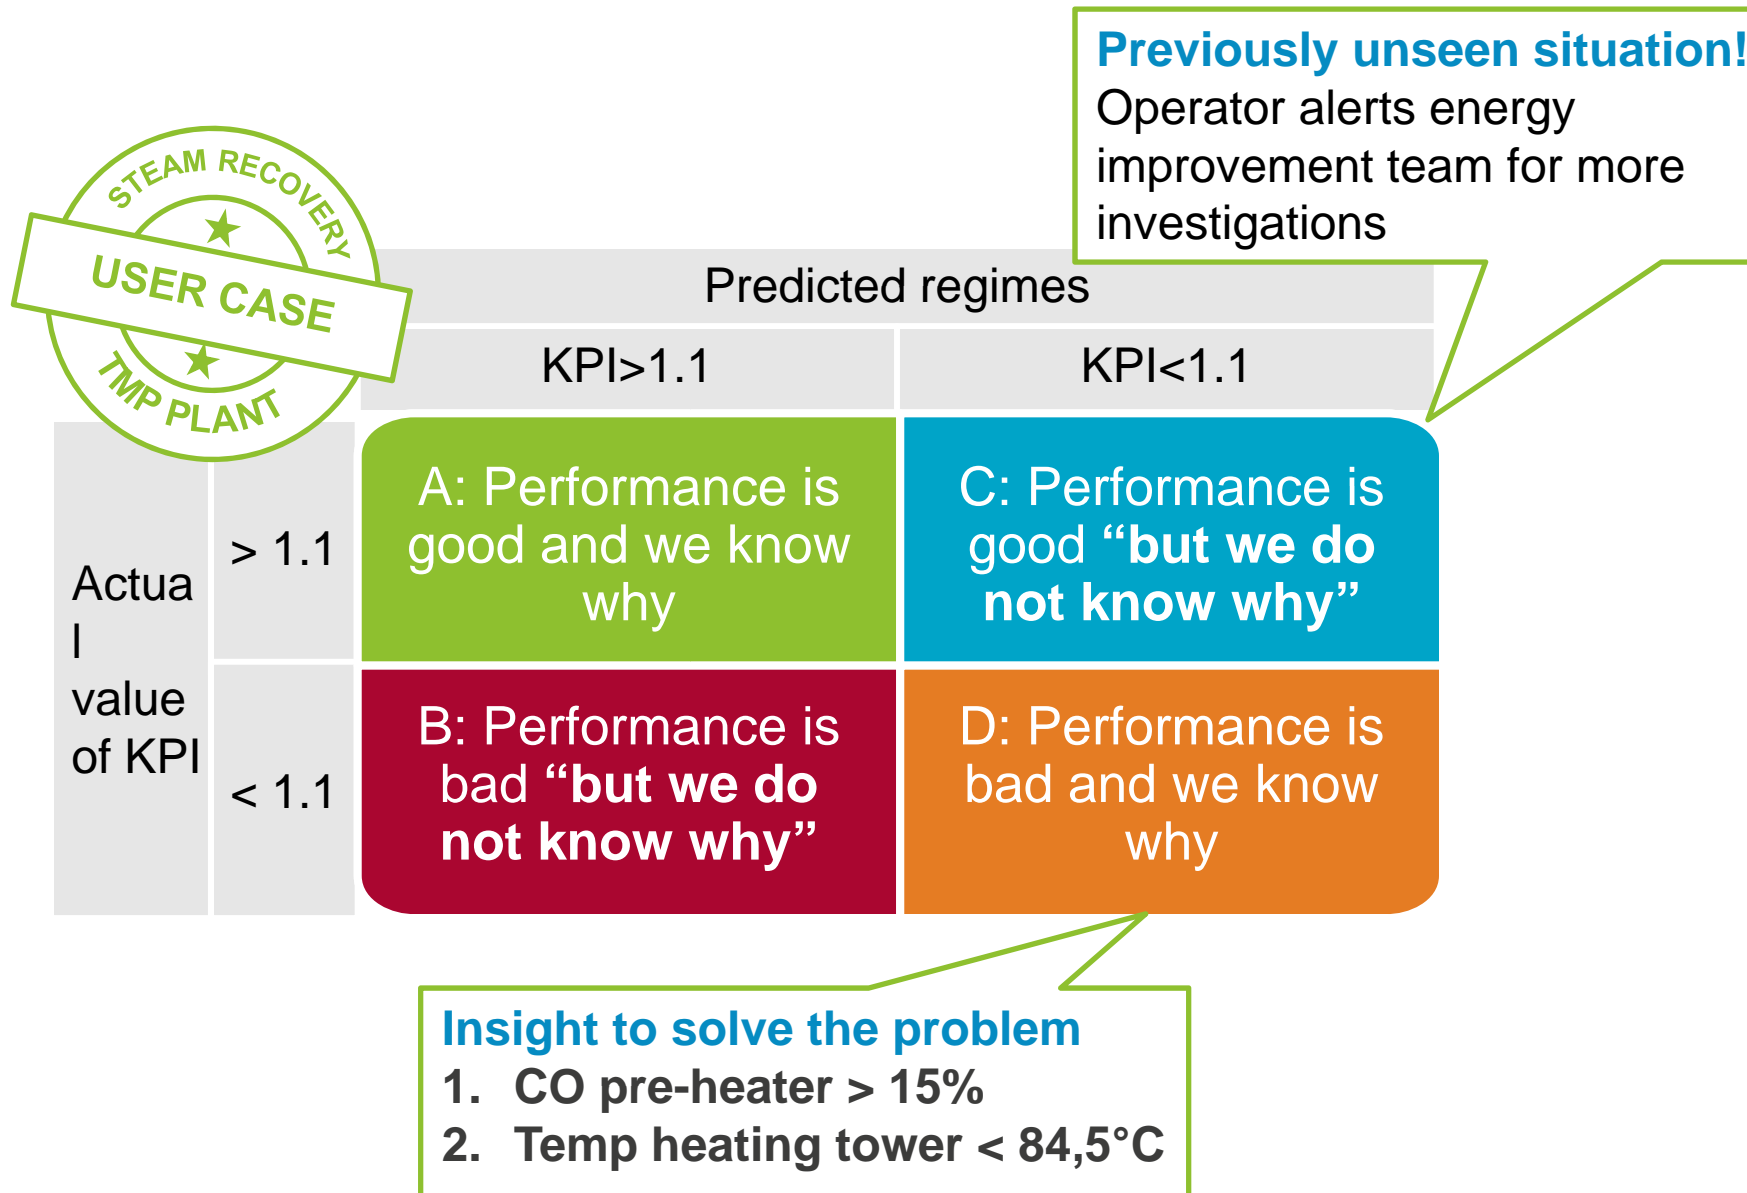 Previously unseen situation!
Operator alerts energy
improvement team for more
investigations
STEAM RECOVERY
USER CASE
TMP PLANT
Predicted regimes
KPI>1.1
KPI<1.1
Actua
l
value
of KPI
> 1.1
A: Performance is
good and we know
why
C: Performance is
good “but we do
not know why”
< 1.1
B: Performance is
bad “but we do
not know why”
D: Performance is
bad and we know
why
Insight to solve the problem
1. CO pre-heater > 15%
2. Temp heating tower < 84,5°C